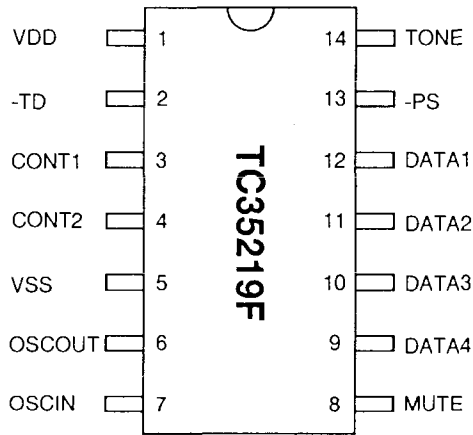 VDD 1 14 TONE
-TD 2 13 -PS
CONT1 3 12 DATA1
CONT2 4 11 DATA2
VSS 5 10 DATA3
OSCOUT 6 9 DATA4
OSCIN 7 8 MUTE
TC35219F